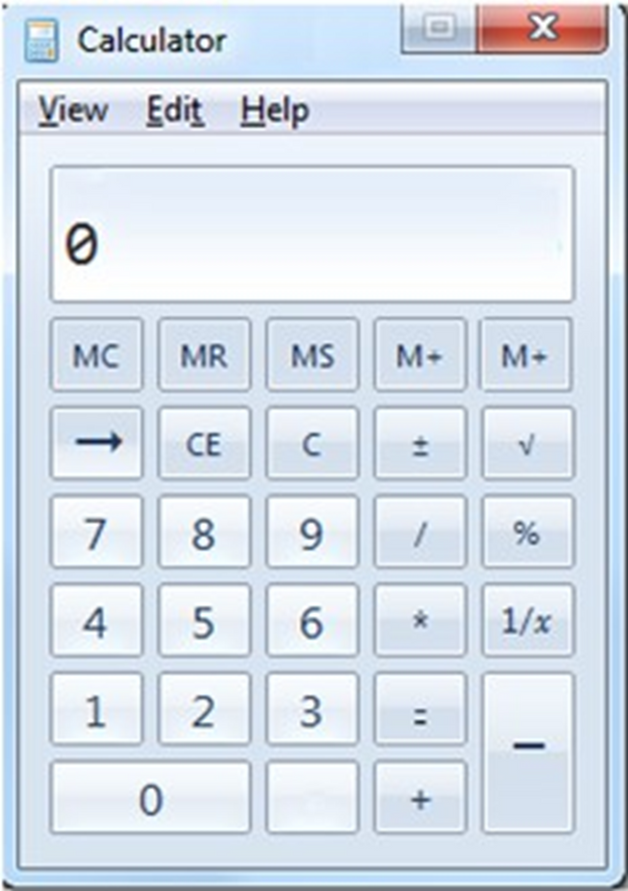 Calculator
View Edit Help
0
MC MR MS M+ M+
→ CE C ± √
7 8 9 / %
4 5 6 * 1/x
1 2 3 = −
0 +